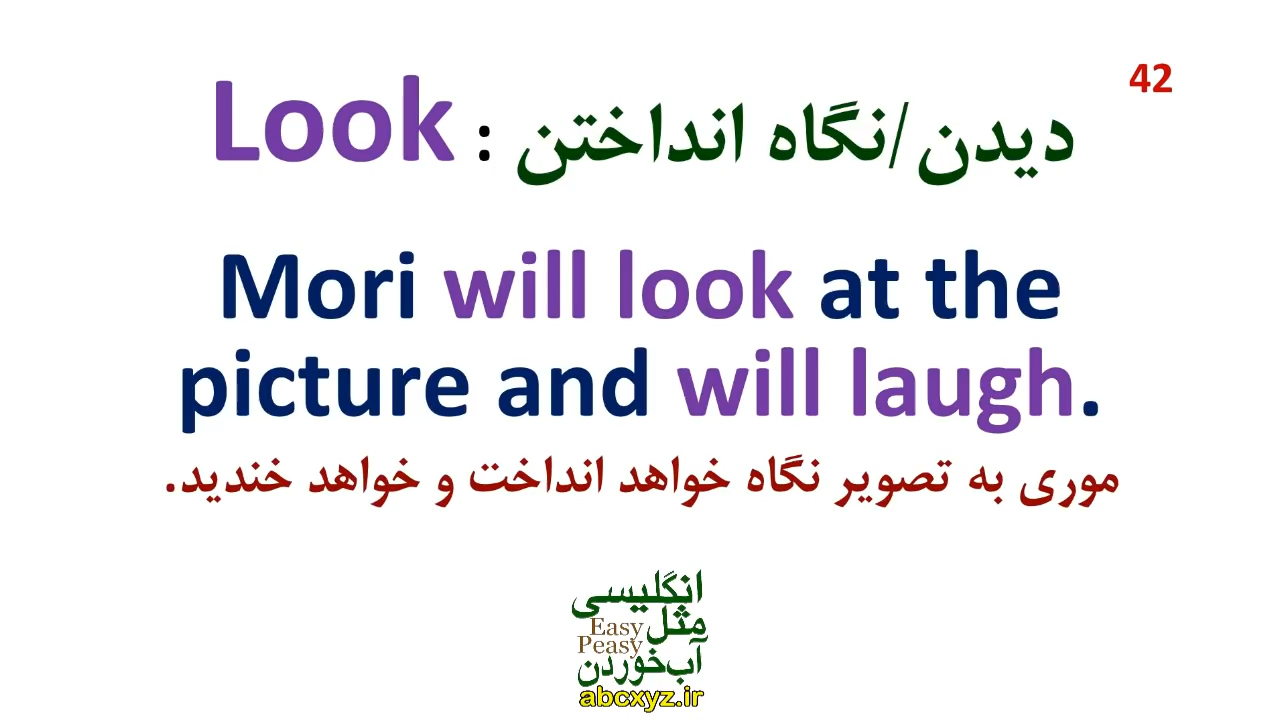 42
Look : دیدن/نگاه انداختن
Mori will look at the
picture and will laugh.
موری به تصویر نگاه خواهد انداخت و خواهد خندید.
انگلیسی
مثل Easy
Peasy
آب‌خوردن
abcxyz.ir